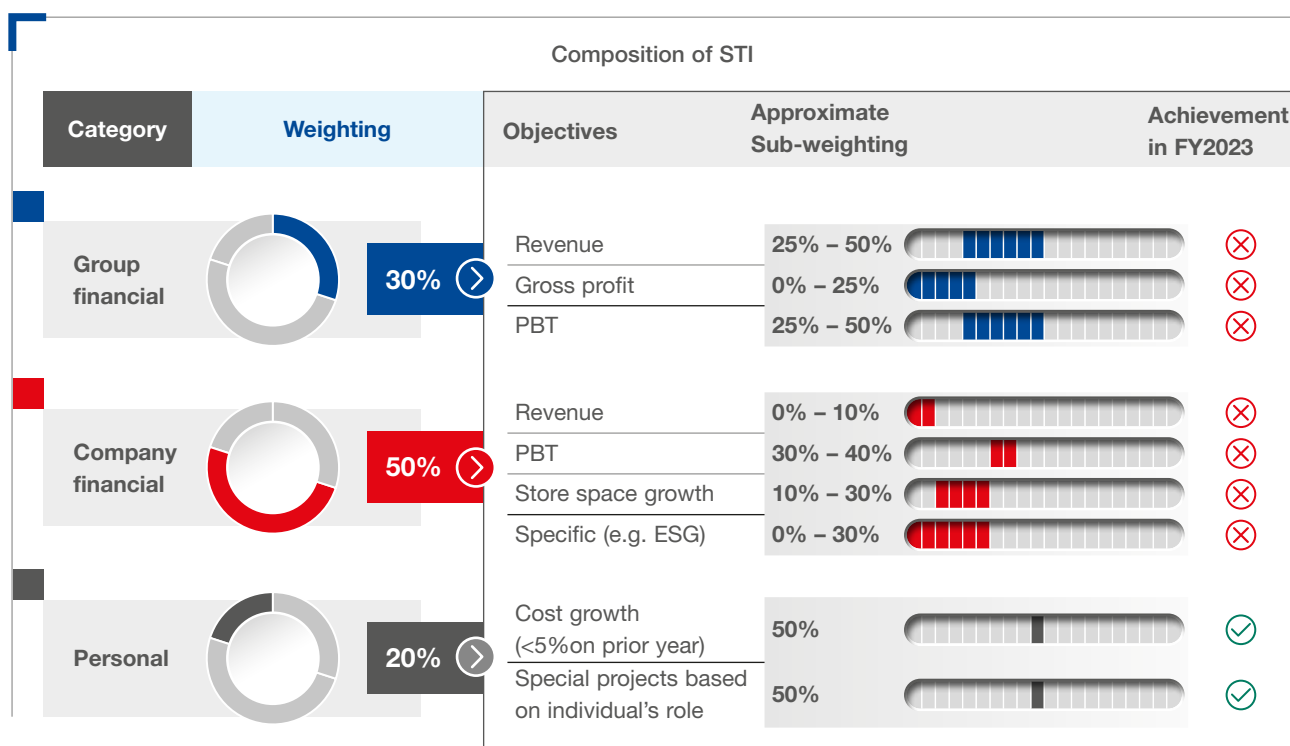 Composition of STI
Category
Weighting
Objectives
Approximate
Sub-weighting
Achievement
in FY2023
Group
financial
30%
Revenue
25% – 50%
Gross profit
0% – 25%
PBT
25% – 50%
Company
financial
50%
Revenue
0% – 10%
PBT
30% – 40%
Store space growth
10% – 30%
Specific (e.g. ESG)
0% – 30%
Personal
20%
Cost growth
(<5%on prior year)
50%
Special projects based
on individual’s role
50%